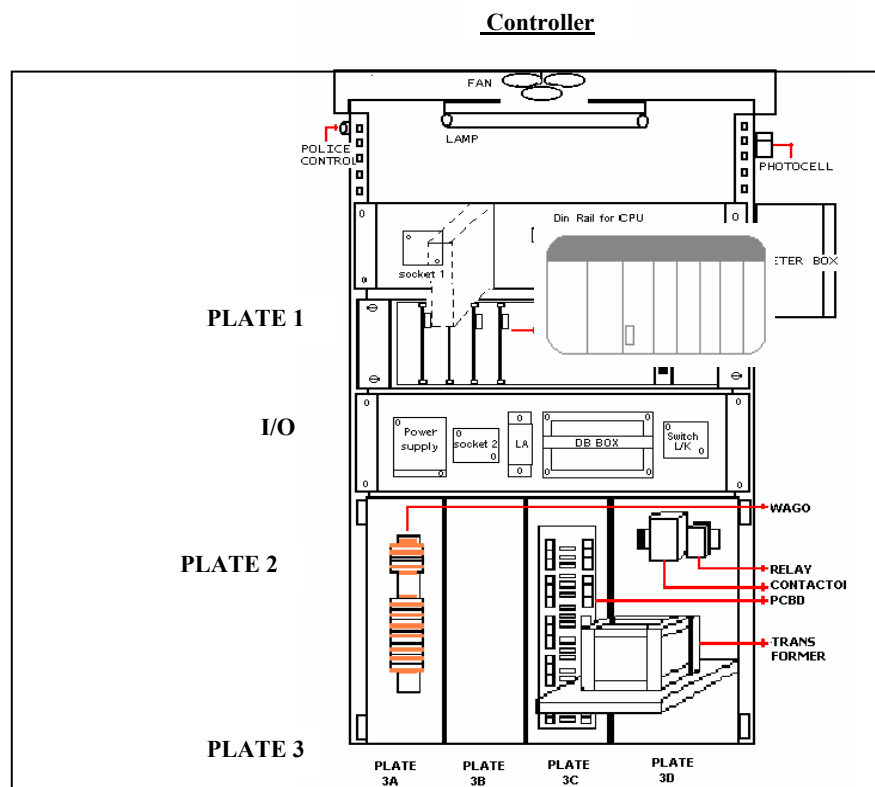 Controller
FAN
LAMP
POLICE
CONTROL
PHOTOCELL
Din Rail for CPU
socket 1
ETER BOX
PLATE 1
I/O
Power
supply
socket 2
LA
DB BOX
Switch
L/K
WAGO
PLATE 2
RELAY
CONTACTOI
PCBD
TRANS
FORMER
PLATE 3
PLATE
3A
PLATE
3B
PLATE
3C
PLATE
3D